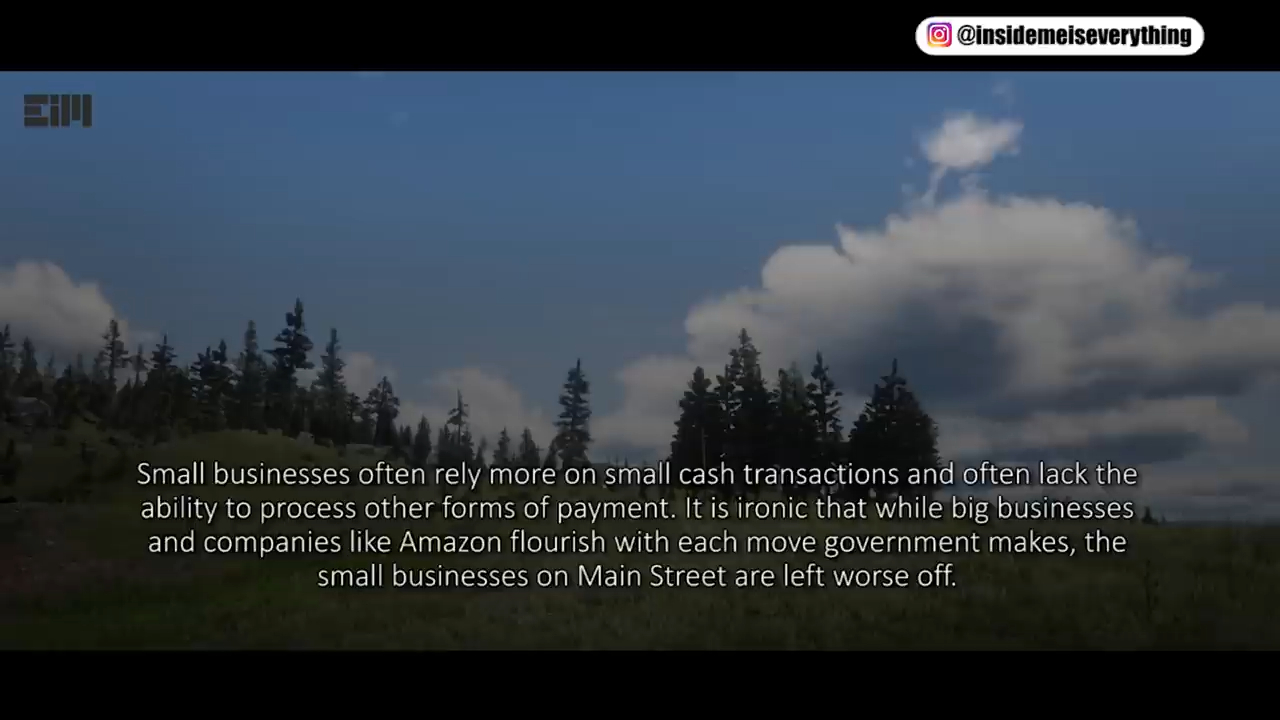 @insidemeiseverything
EiM
Small businesses often rely more on small cash transactions and often lack the
ability to process other forms of payment. It is ironic that while big businesses
and companies like Amazon flourish with each move government makes, the
small businesses on Main Street are left worse off.